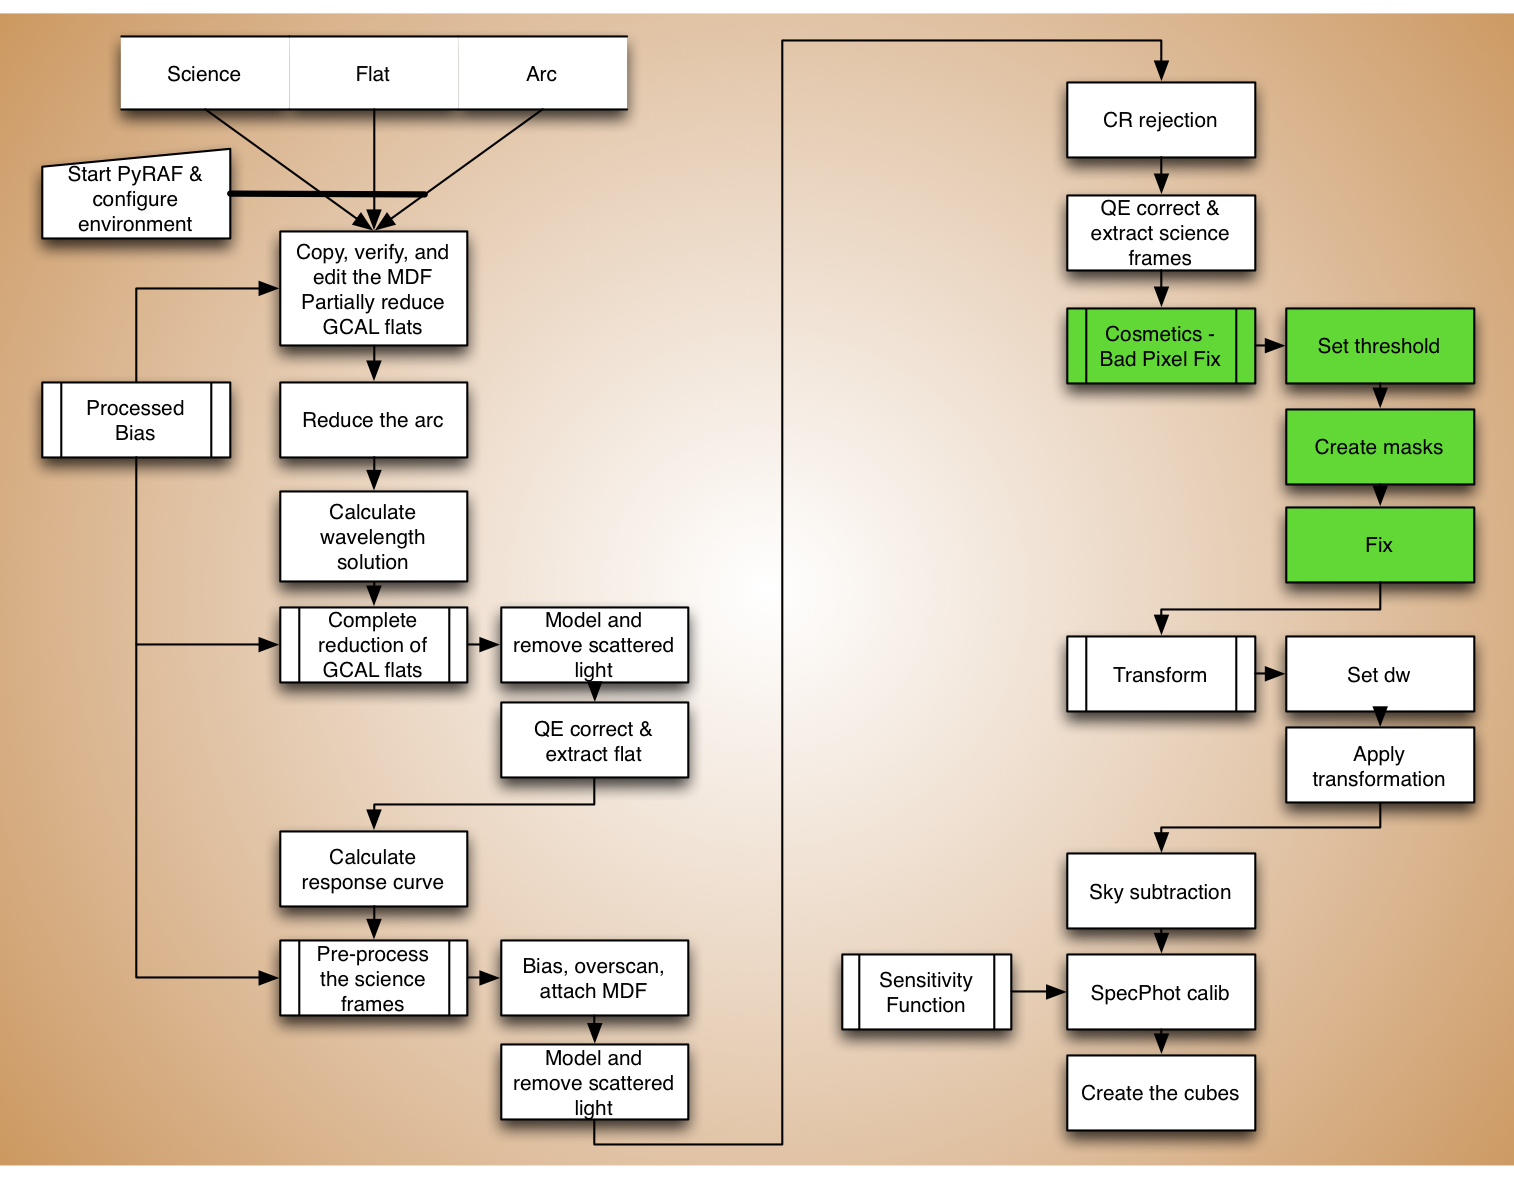 Science
Flat
Arc
Start PyRAF &
configure
environment
Copy, verify, and
edit the MDF
Partially reduce
GCAL flats
Processed
Bias
Reduce the arc
Calculate
wavelength
solution
Complete
reduction of
GCAL flats
Model and
remove scattered
light
QE correct &
extract flat
Calculate
response curve
Pre-process
the science
frames
Bias, overscan,
attach MDF
Model and
remove scattered
light
CR rejection
QE correct &
extract science
frames
Cosmetics -
Bad Pixel Fix
Set threshold
Create masks
Fix
Transform
Set dw
Apply
transformation
Sky subtraction
Sensitivity
Function
SpecPhot calib
Create the cubes